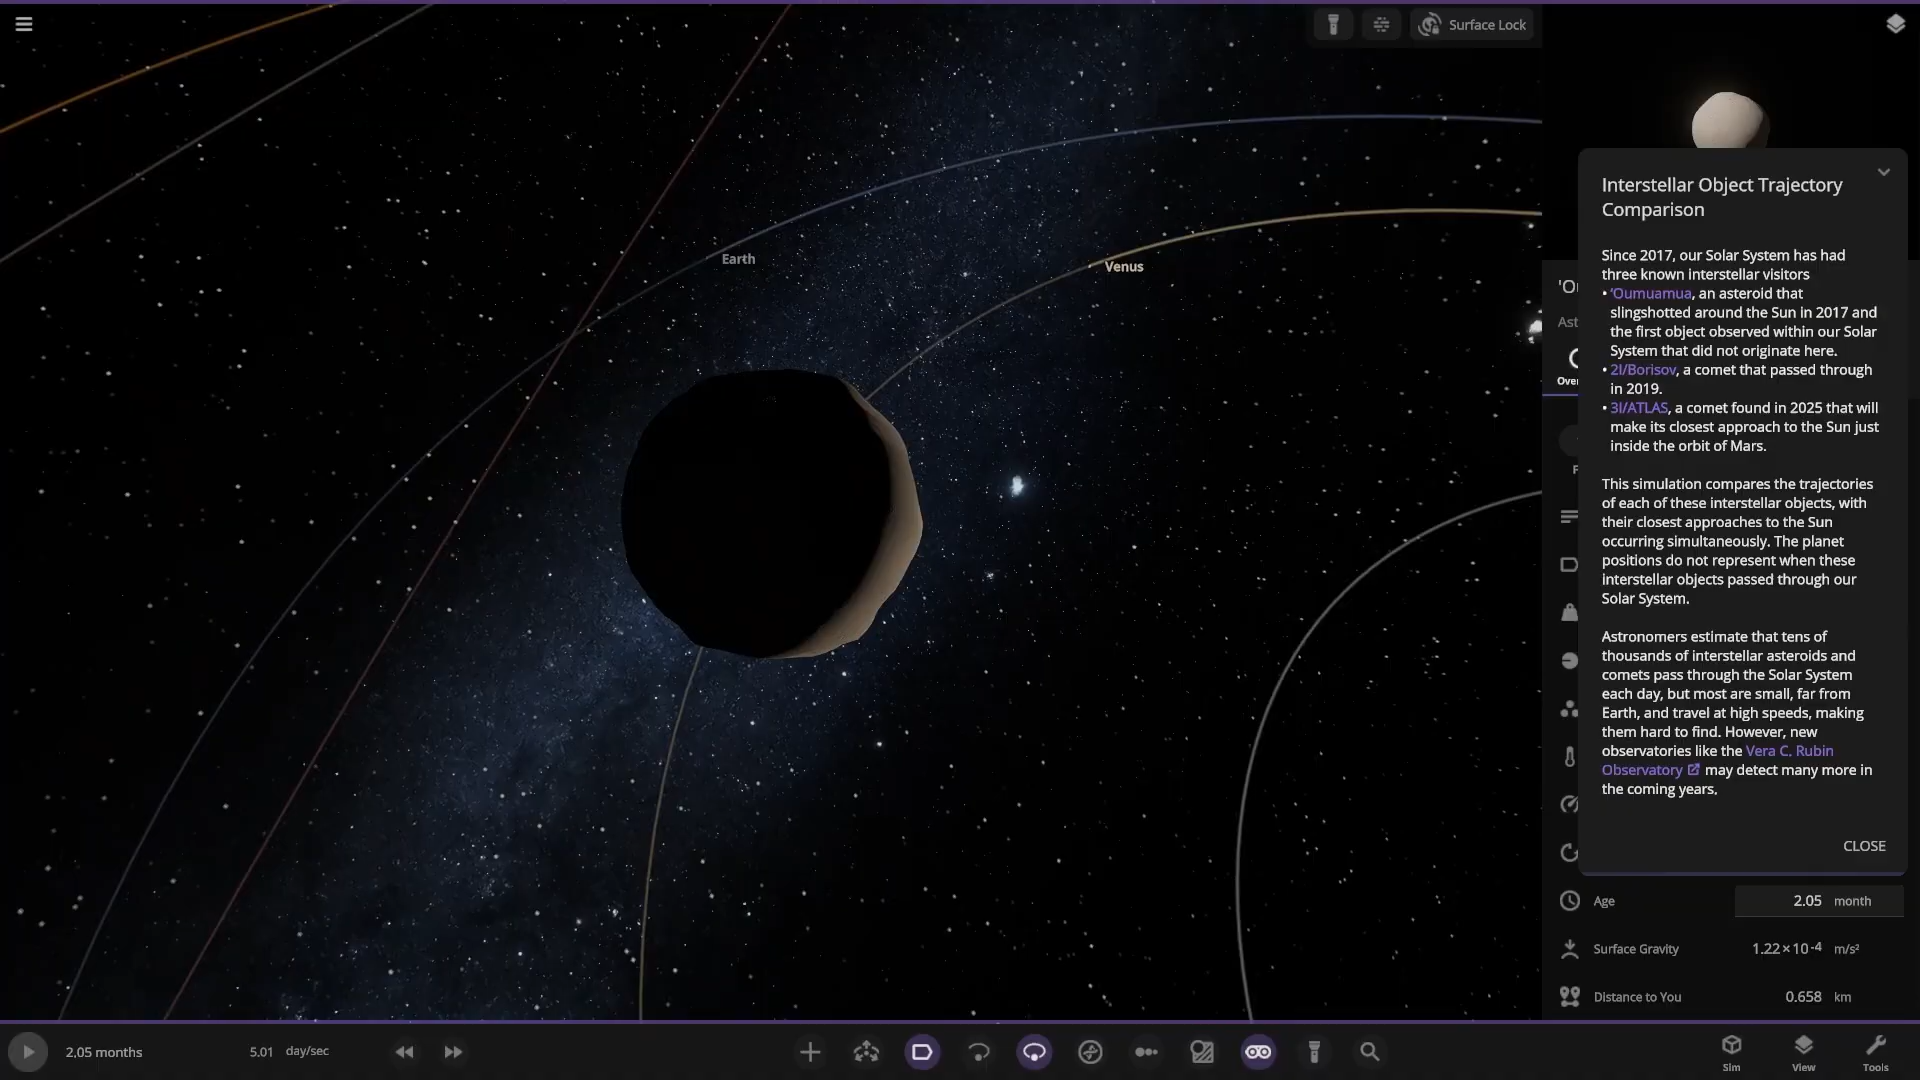 Surface Lock
Earth
Venus
Interstellar Object Trajectory
Comparison
Since 2017, our Solar System has had
three known interstellar visitors
• 'Oumuamua, an asteroid that
slingshotted around the Sun in 2017 and
the first object observed within our Solar
System that did not originate here.
• 2I/Borisov, a comet that passed through
in 2019.
• 3I/ATLAS, a comet found in 2025 that will
make its closest approach to the Sun just
inside the orbit of Mars.
This simulation compares the trajectories
of each of these interstellar objects, with
their closest approaches to the Sun
occurring simultaneously. The planet
positions do not represent when these
interstellar objects passed through our
Solar System.
Astronomers estimate that tens of
thousands of interstellar asteroids and
comets pass through the Solar System
each day, but most are small, far from
Earth, and travel at high speeds, making
them hard to find. However, new
observatories like the Vera C. Rubin
Observatory may detect many more in
the coming years.
CLOSE
Age 2.05 month
Surface Gravity 1.22×10⁻⁴ m/s²
Distance to You 0.658 km
2.05 months 5.01 day/sec
Sim View Tools